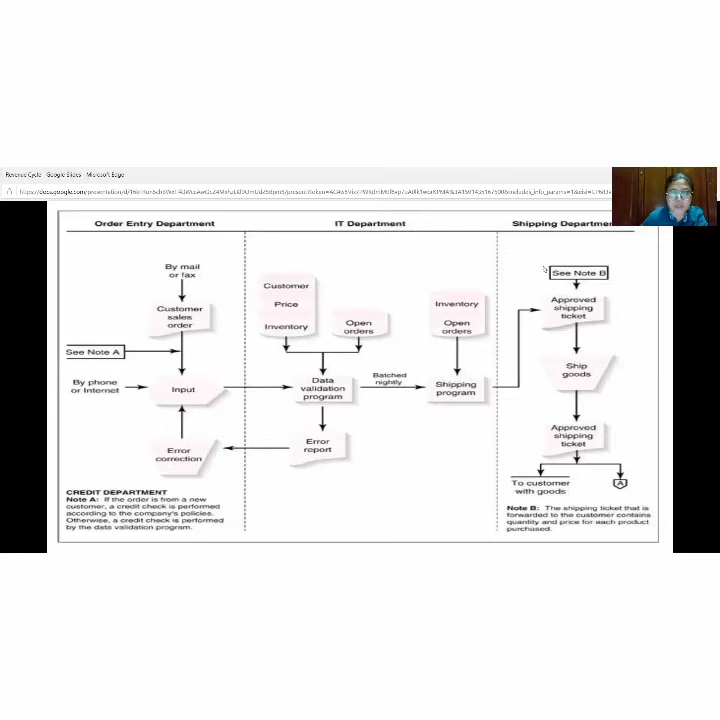 Revenue Cycle - Google Slides - Microsoft Edge
Order Entry Department
IT Department
Shipping Departme
By mail
or fax
Customer
sales
order
See Note A
By phone
or Internet
Input
Error
correction
Customer
Price
Inventory
Open
orders
Data
validation
program
Batched
nightly
Error
report
Inventory
Open
orders
Shipping
program
See Note B
Approved
shipping
ticket
Ship
goods
Approved
shipping
ticket
To customer
with goods
A
CREDIT DEPARTMENT
Note A: If the order is from a new
customer, a credit check is performed
according to the company's policies.
Otherwise, a credit check is performed
by the data validation program.
Note B: The shipping ticket that is
forwarded to the customer contains
quantity and price for each product
purchased.